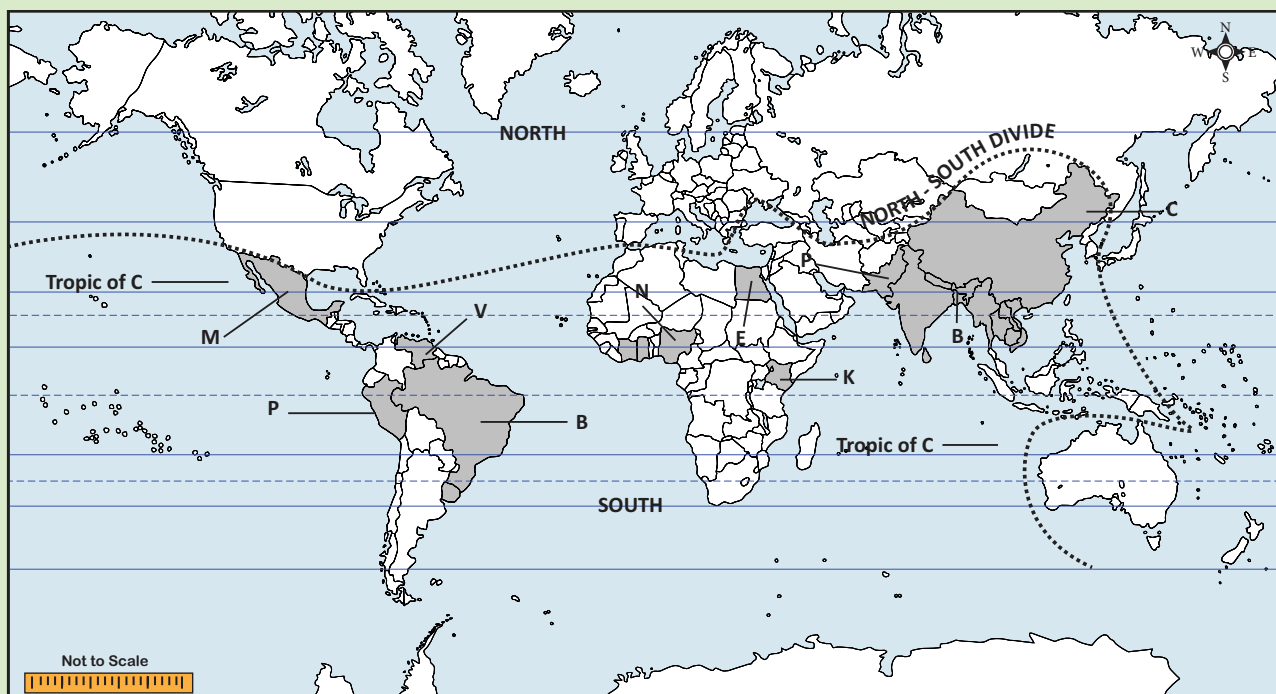 N
W E
S
NORTH
NORTH - SOUTH DIVIDE
C
P
Tropic of C
N
V
M
E
B
K
P
B
Tropic of C
SOUTH
Not to Scale